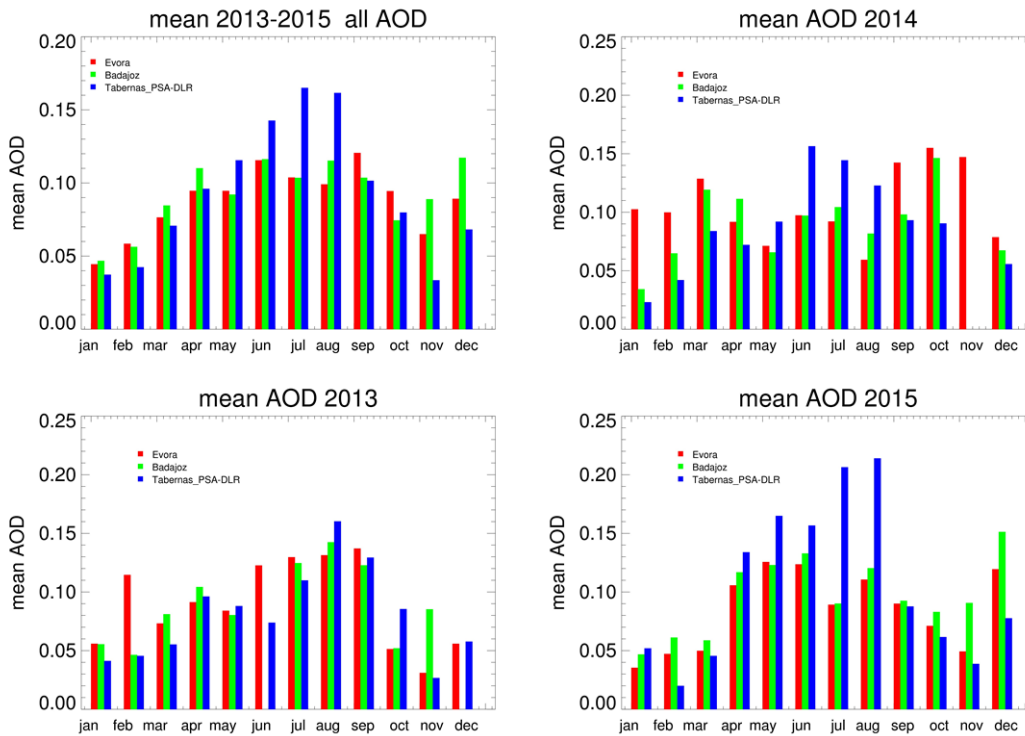 mean 2013-2015 all AOD
0.20
Evora
Badajoz
Tabernas_PSA-DLR
0.15
0.10
0.05
0.00
mean AOD
jan feb mar apr may jun jul aug sep oct nov dec
mean AOD 2014
0.25
Evora
Badajoz
Tabernas_PSA-DLR
0.20
0.15
0.10
0.05
0.00
mean AOD
jan feb mar apr may jun jul aug sep oct nov dec
mean AOD 2013
0.25
Evora
Badajoz
Tabernas_PSA-DLR
0.20
0.15
0.10
0.05
0.00
mean AOD
jan feb mar apr may jun jul aug sep oct nov dec
mean AOD 2015
0.25
Evora
Badajoz
Tabernas_PSA-DLR
0.20
0.15
0.10
0.05
0.00
mean AOD
jan feb mar apr may jun jul aug sep oct nov dec